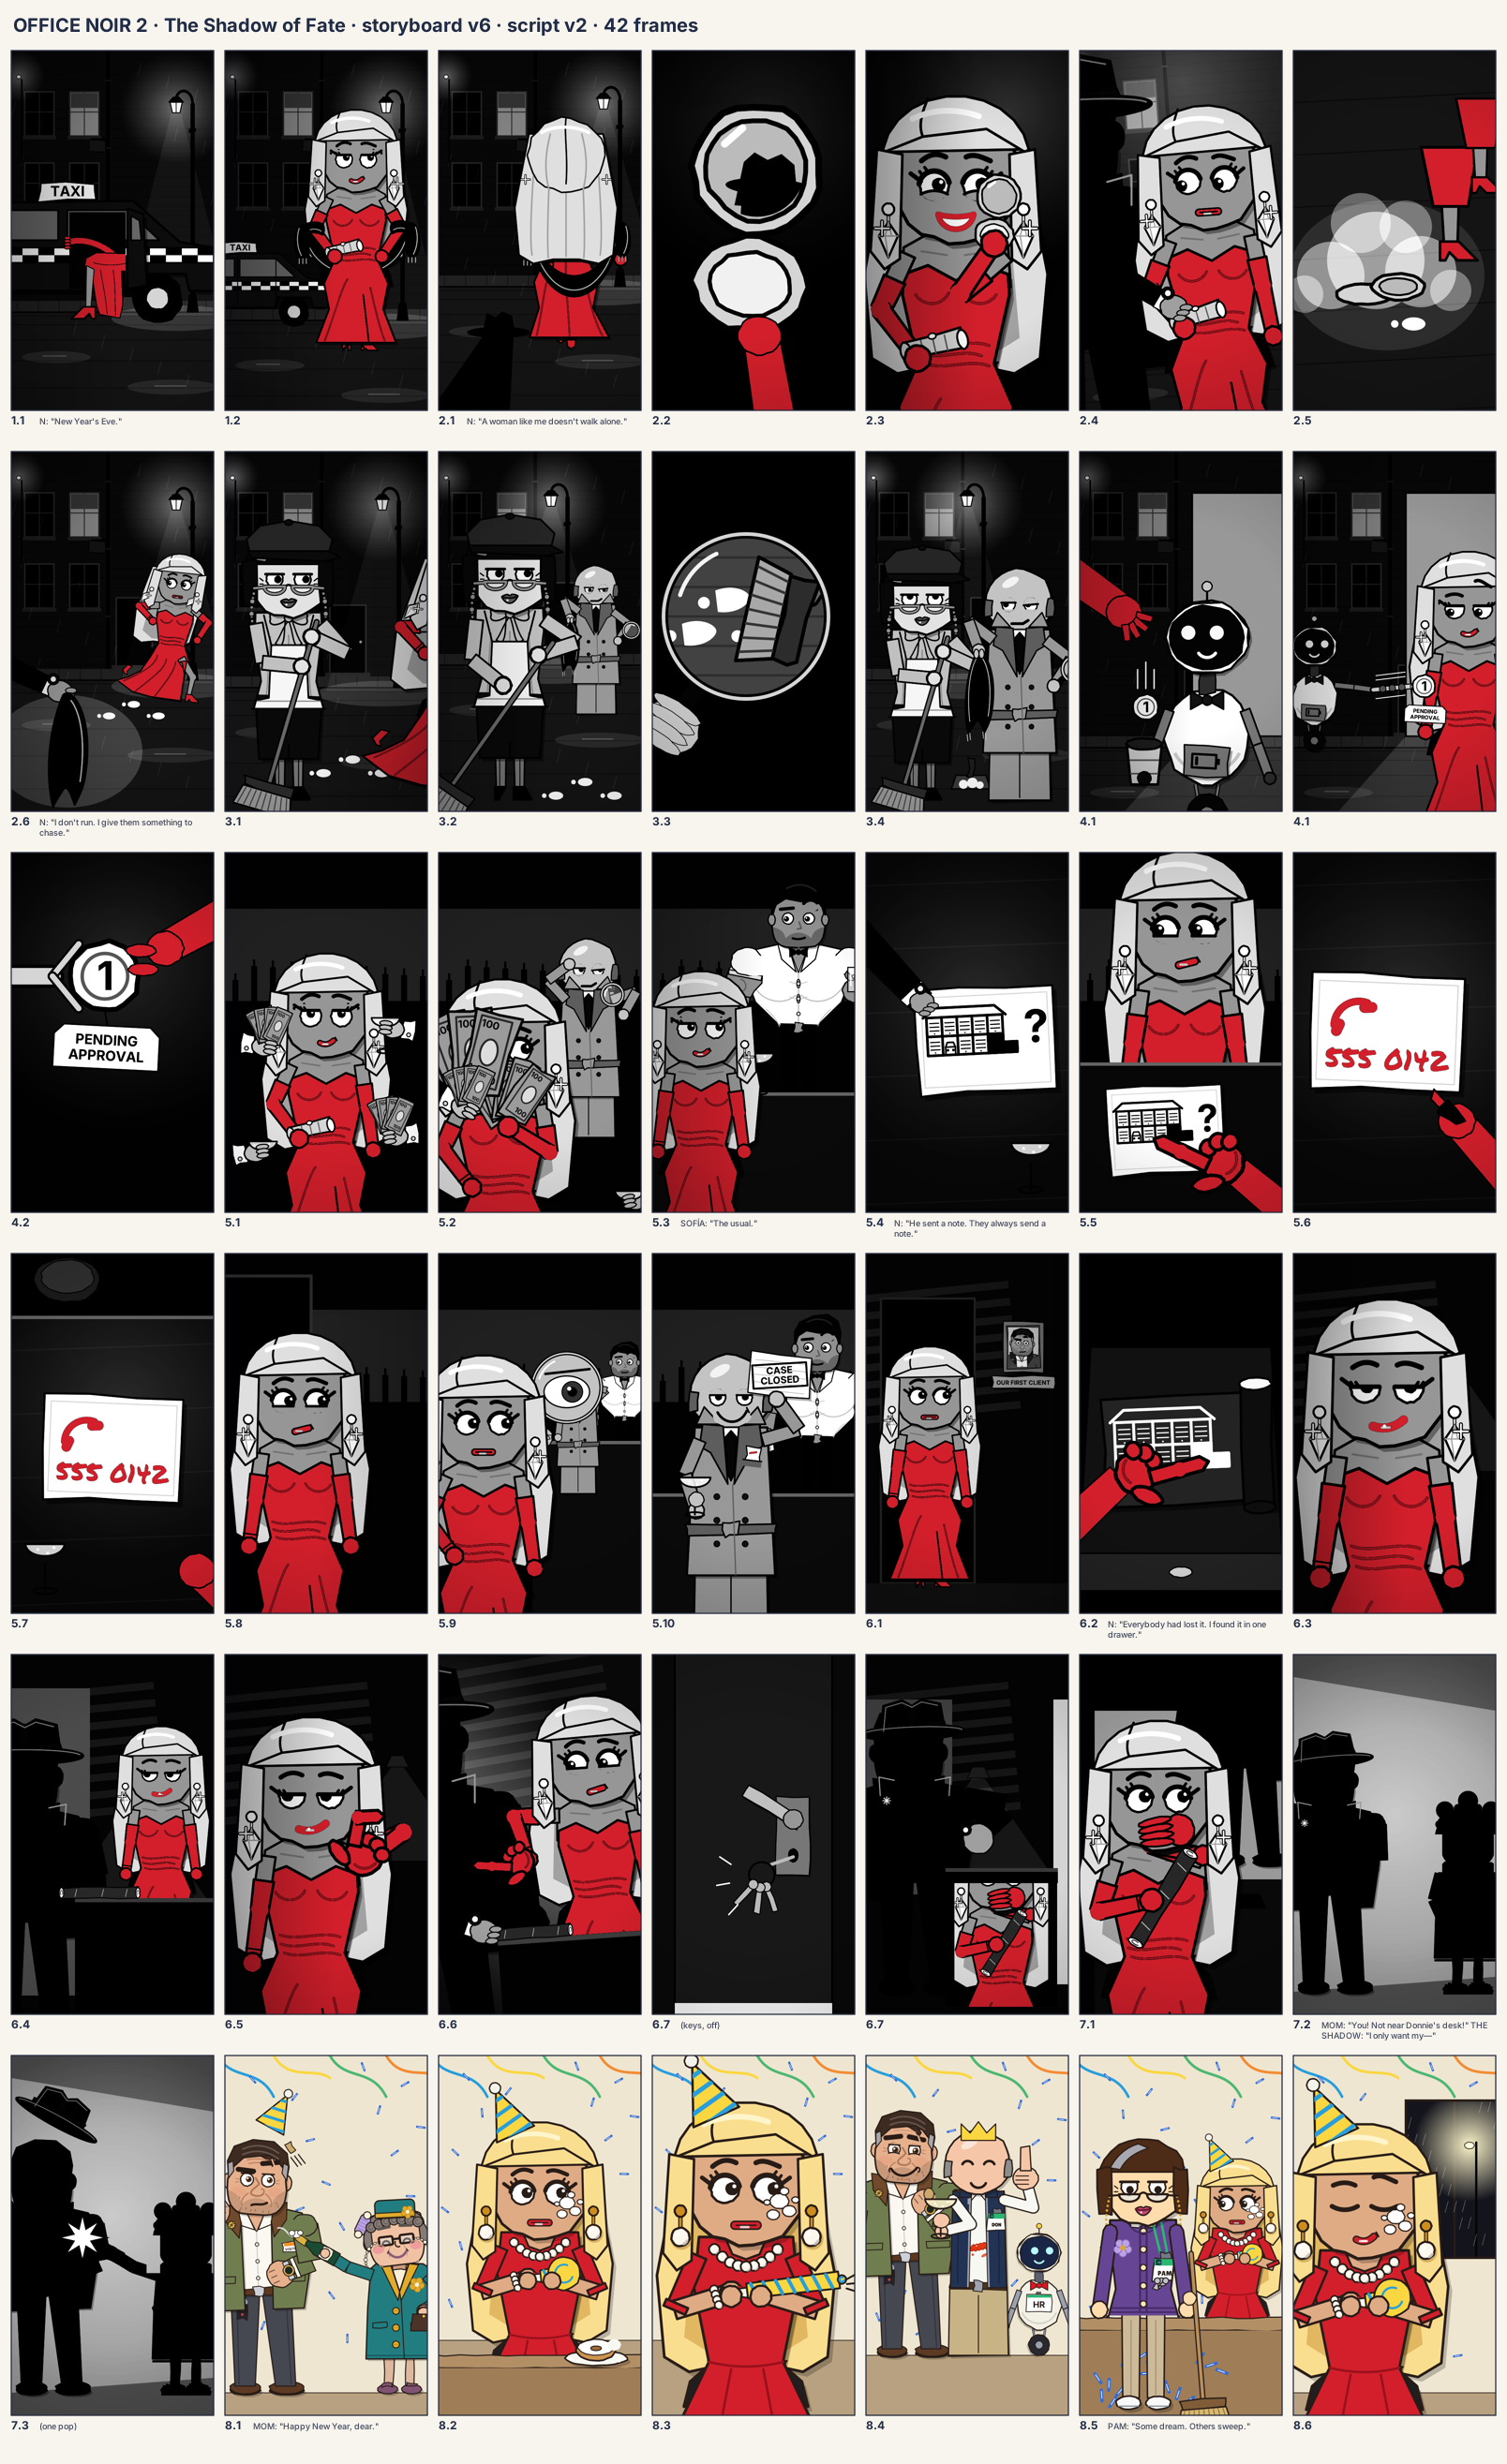 OFFICE NOIR 2 · The Shadow of Fate · storyboard v6 · script v2 · 42 frames
TAXI
TAXI
1.1 N: "New Year's Eve."
1.2
2.1 N: "A woman like me doesn't walk alone."
2.2
2.3
2.4
2.5
1
1
PENDING
APPROVAL
2.6 N: "I don't run. I give them something to
chase."
3.1
3.2
3.3
3.4
4.1
4.1
1
PENDING
APPROVAL
100
100
100
100
?
?
555 0142
4.2
5.1
5.2
5.3 SOFÍA: "The usual."
5.4 N: "He sent a note. They always send a
note."
5.5
5.6
555 0142
CASE
CLOSED
OUR FIRST CLIENT
5.7
5.8
5.9
5.10
6.1
6.2 N: "Everybody had lost it. I found it in one
drawer."
6.3
6.4
6.5
6.6
6.7 (keys, off)
6.7
7.1
7.2 MOM: "You! Not near Donnie's desk!" THE
SHADOW: "I only want my—"
DON
HR
PAM
7.3 (one pop)
8.1 MOM: "Happy New Year, dear."
8.2
8.3
8.4
8.5 PAM: "Some dream. Others sweep."
8.6